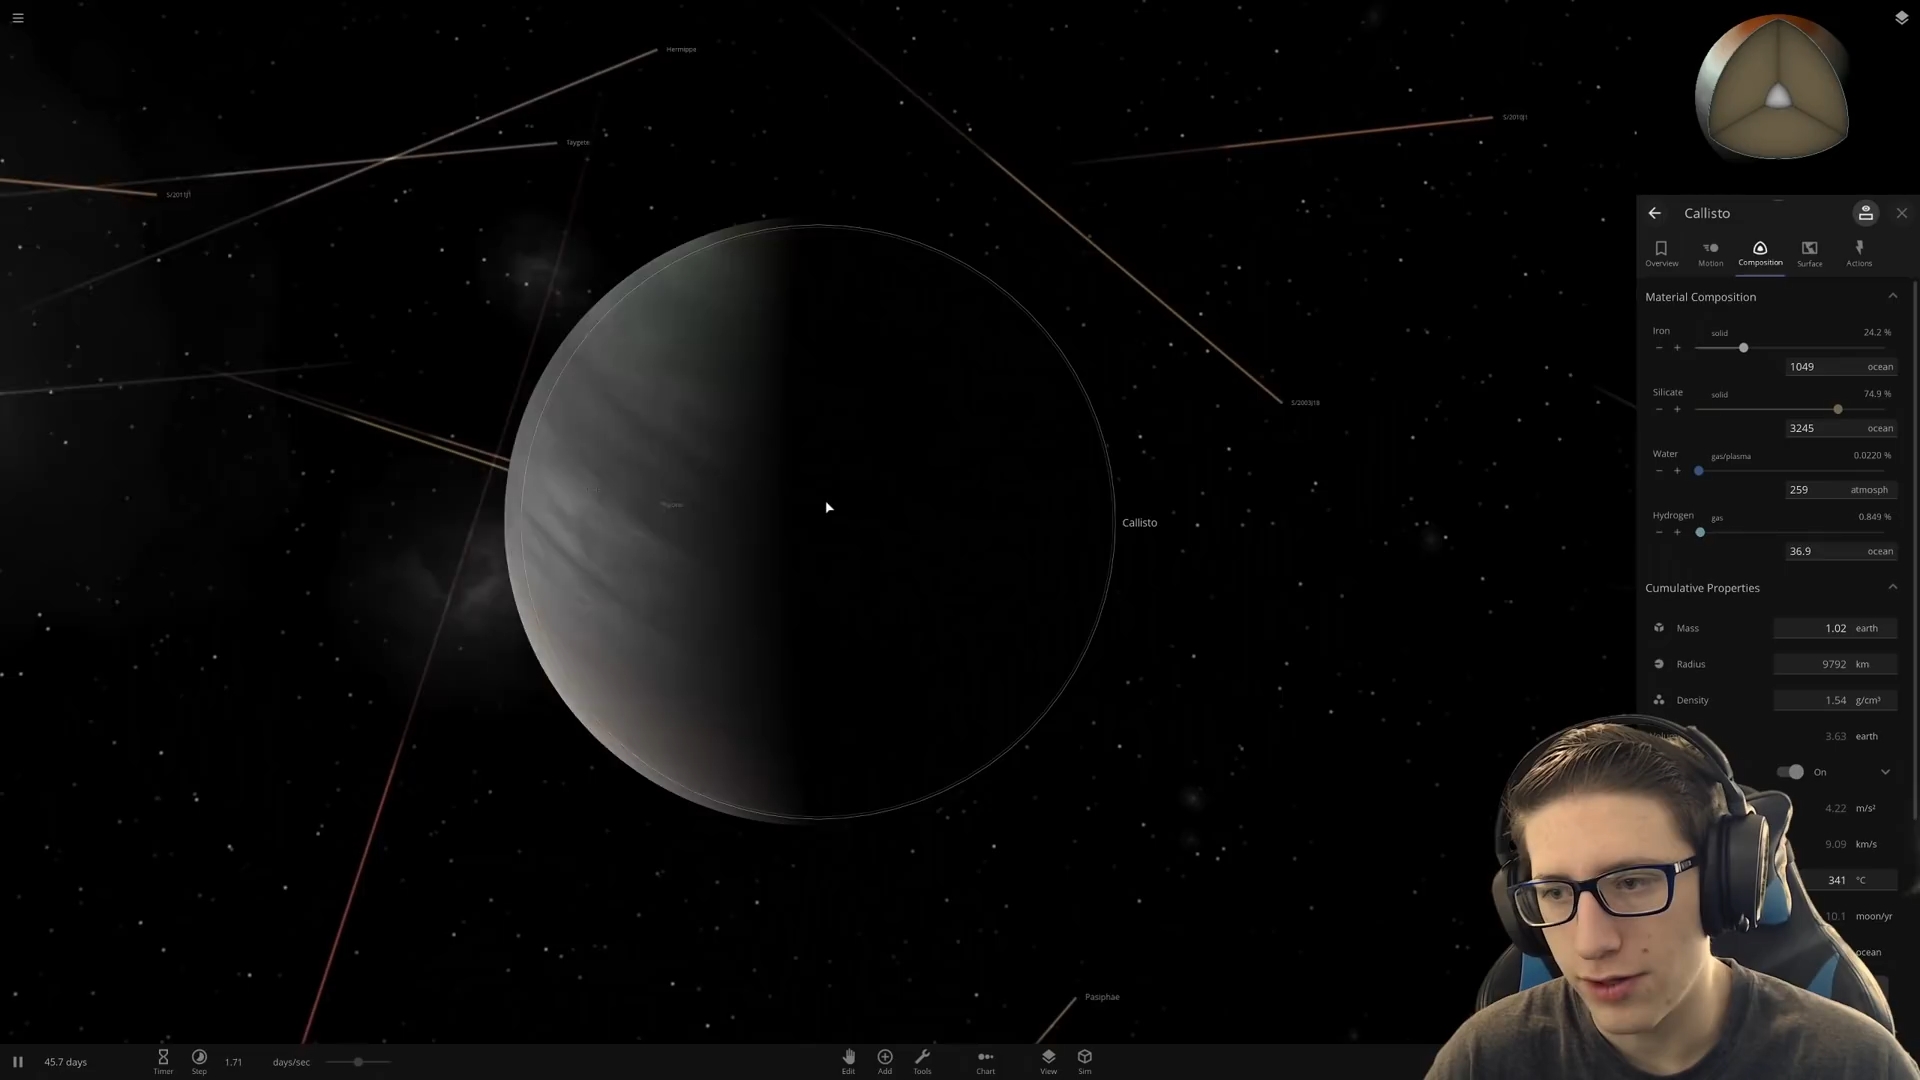 Hermippe
Taygete
S/2010J1
S/2003J18
Callisto
Pasiphae
Callisto
Overview
Motion
Composition
Surface
Actions
Material Composition
Iron solid 24.2 %
− +
1049 ocean
Silicate solid 74.9 %
− +
3245 ocean
Water gas/plasma 0.0220 %
− +
259 atmosph
Hydrogen gas 0.849 %
− +
36.9 ocean
Cumulative Properties
Mass 1.02 earth
Radius 9792 km
Density 1.54 g/cm³
3.63 earth
On
4.22 m/s²
9.09 km/s
341 °C
10.1 moon/yr
ocean
45.7 days
Timer
Step
1.71 days/sec
Edit
Add
Tools
Chart
View
Sim